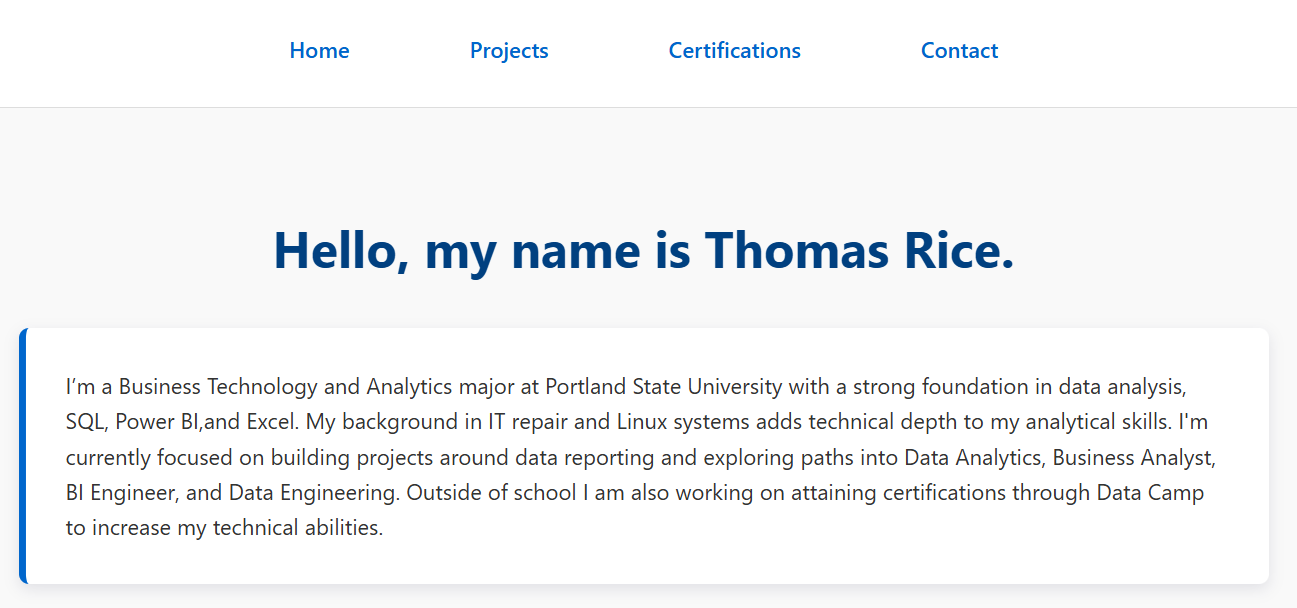 Home Projects Certifications Contact
Hello, my name is Thomas Rice.
I’m a Business Technology and Analytics major at Portland State University with a strong foundation in data analysis,
SQL, Power BI,and Excel. My background in IT repair and Linux systems adds technical depth to my analytical skills. I'm
currently focused on building projects around data reporting and exploring paths into Data Analytics, Business Analyst,
BI Engineer, and Data Engineering. Outside of school I am also working on attaining certifications through Data Camp
to increase my technical abilities.